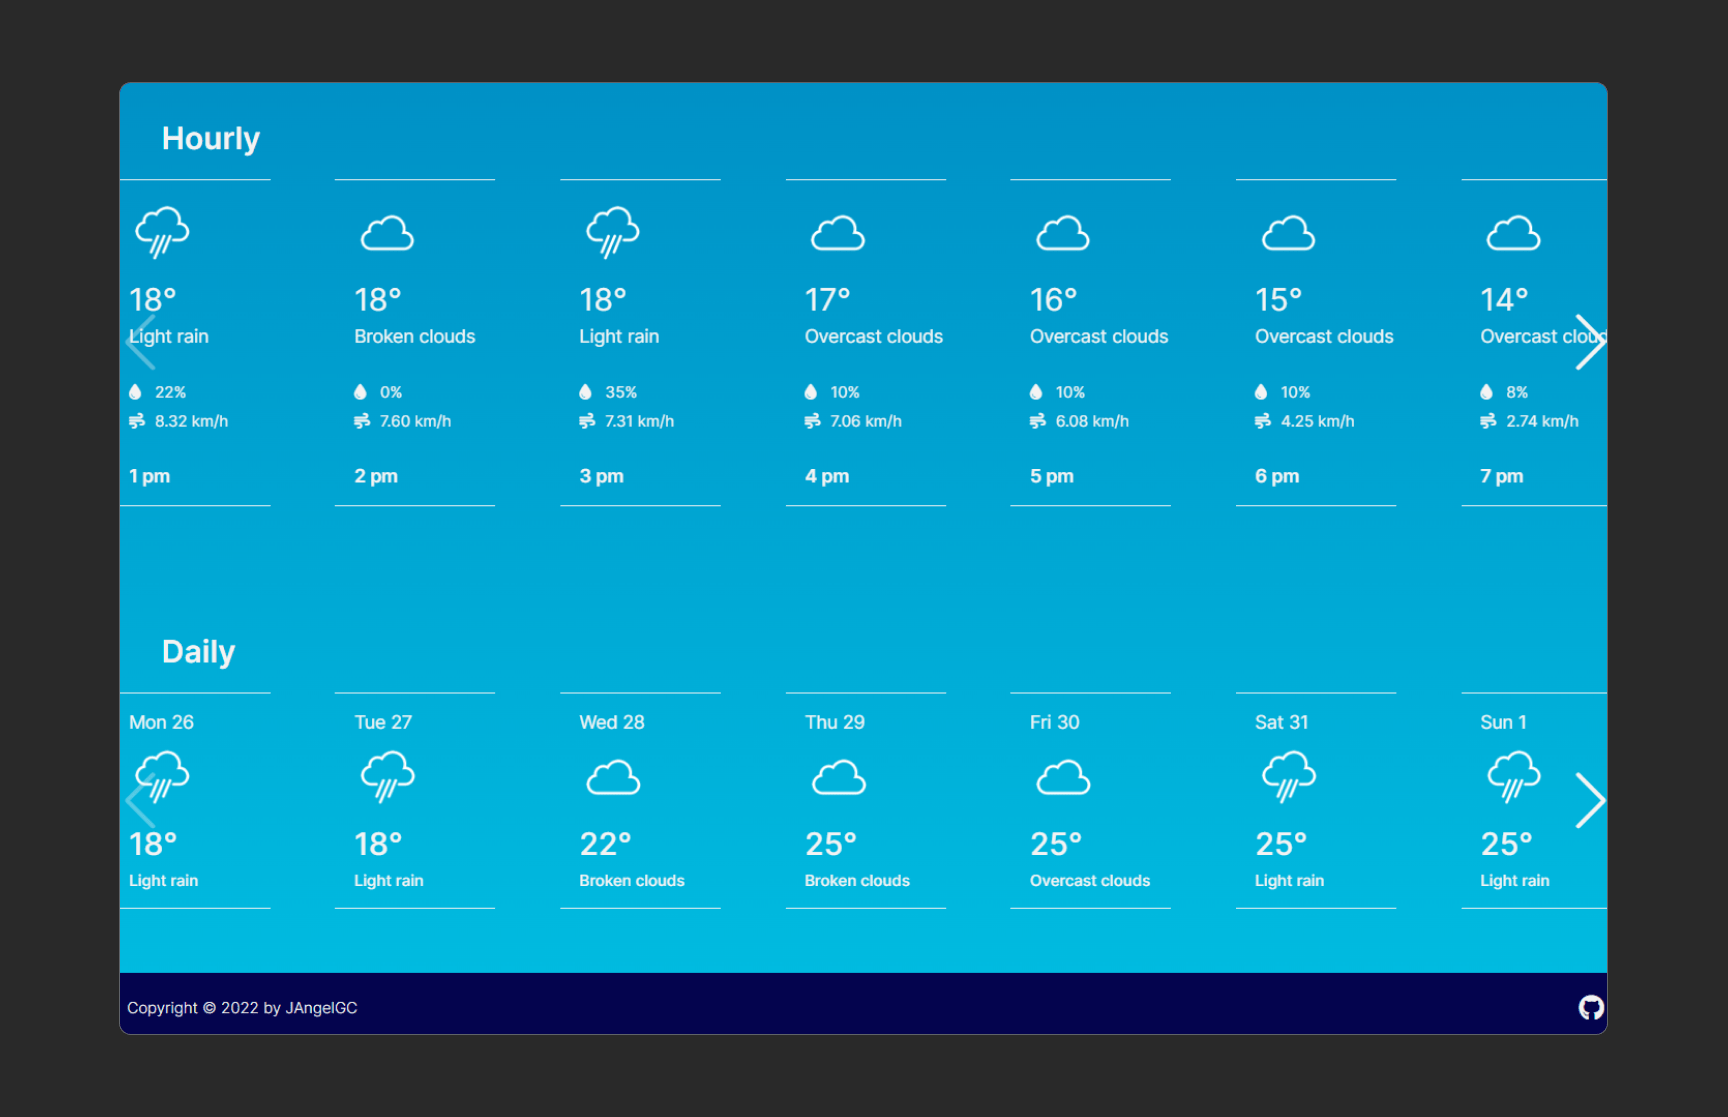 Hourly
18° 18° 18° 17° 16° 15° 14°
Light rain Broken clouds Light rain Overcast clouds Overcast clouds Overcast clouds Overcast cloud
22% 0% 35% 10% 10% 10% 8%
8.32 km/h 7.60 km/h 7.31 km/h 7.06 km/h 6.08 km/h 4.25 km/h 2.74 km/h
1 pm 2 pm 3 pm 4 pm 5 pm 6 pm 7 pm
Daily
Mon 26 Tue 27 Wed 28 Thu 29 Fri 30 Sat 31 Sun 1
18° 18° 22° 25° 25° 25° 25°
Light rain Light rain Broken clouds Broken clouds Overcast clouds Light rain Light rain
Copyright © 2022 by JAngelGC